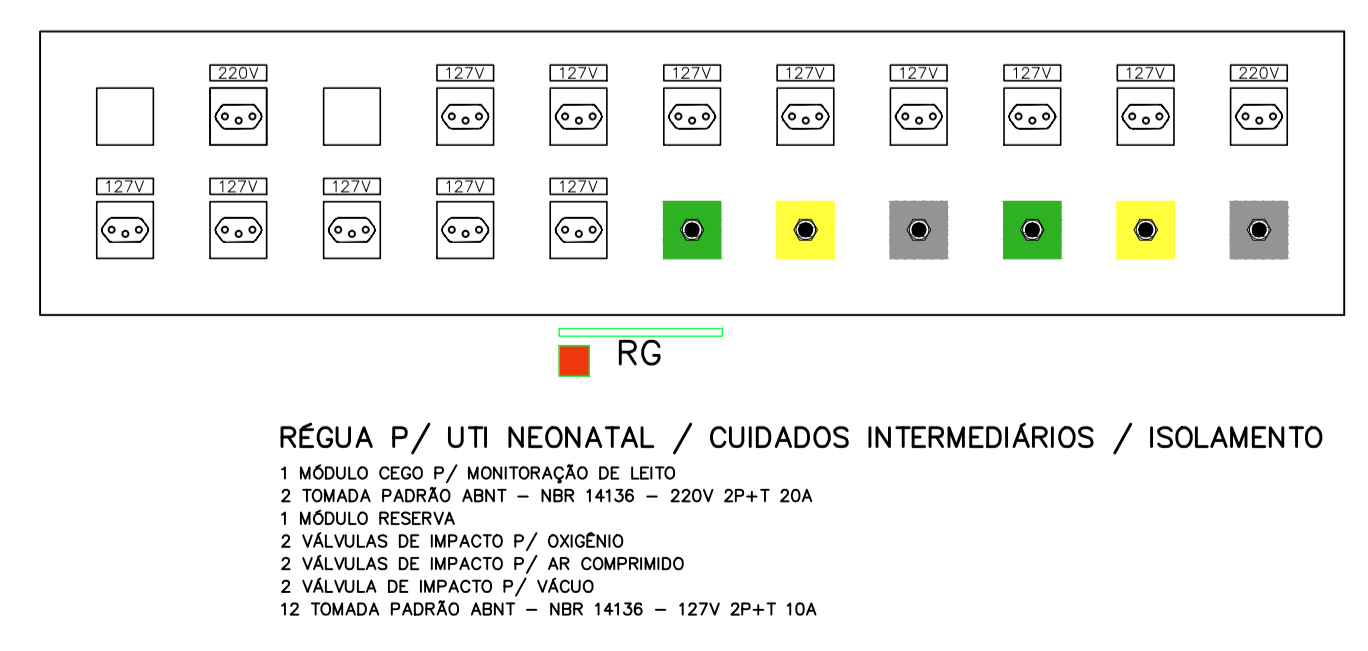 220V 127V 127V 127V 127V 127V 127V 127V 220V
127V 127V 127V 127V 127V
RG
RÉGUA P/ UTI NEONATAL / CUIDADOS INTERMEDIÁRIOS / ISOLAMENTO
1 MÓDULO CEGO P/ MONITORAÇÃO DE LEITO
2 TOMADA PADRÃO ABNT – NBR 14136 – 220V 2P+T 20A
1 MÓDULO RESERVA
2 VÁLVULAS DE IMPACTO P/ OXIGÊNIO
2 VÁLVULAS DE IMPACTO P/ AR COMPRIMIDO
2 VÁLVULA DE IMPACTO P/ VÁCUO
12 TOMADA PADRÃO ABNT – NBR 14136 – 127V 2P+T 10A